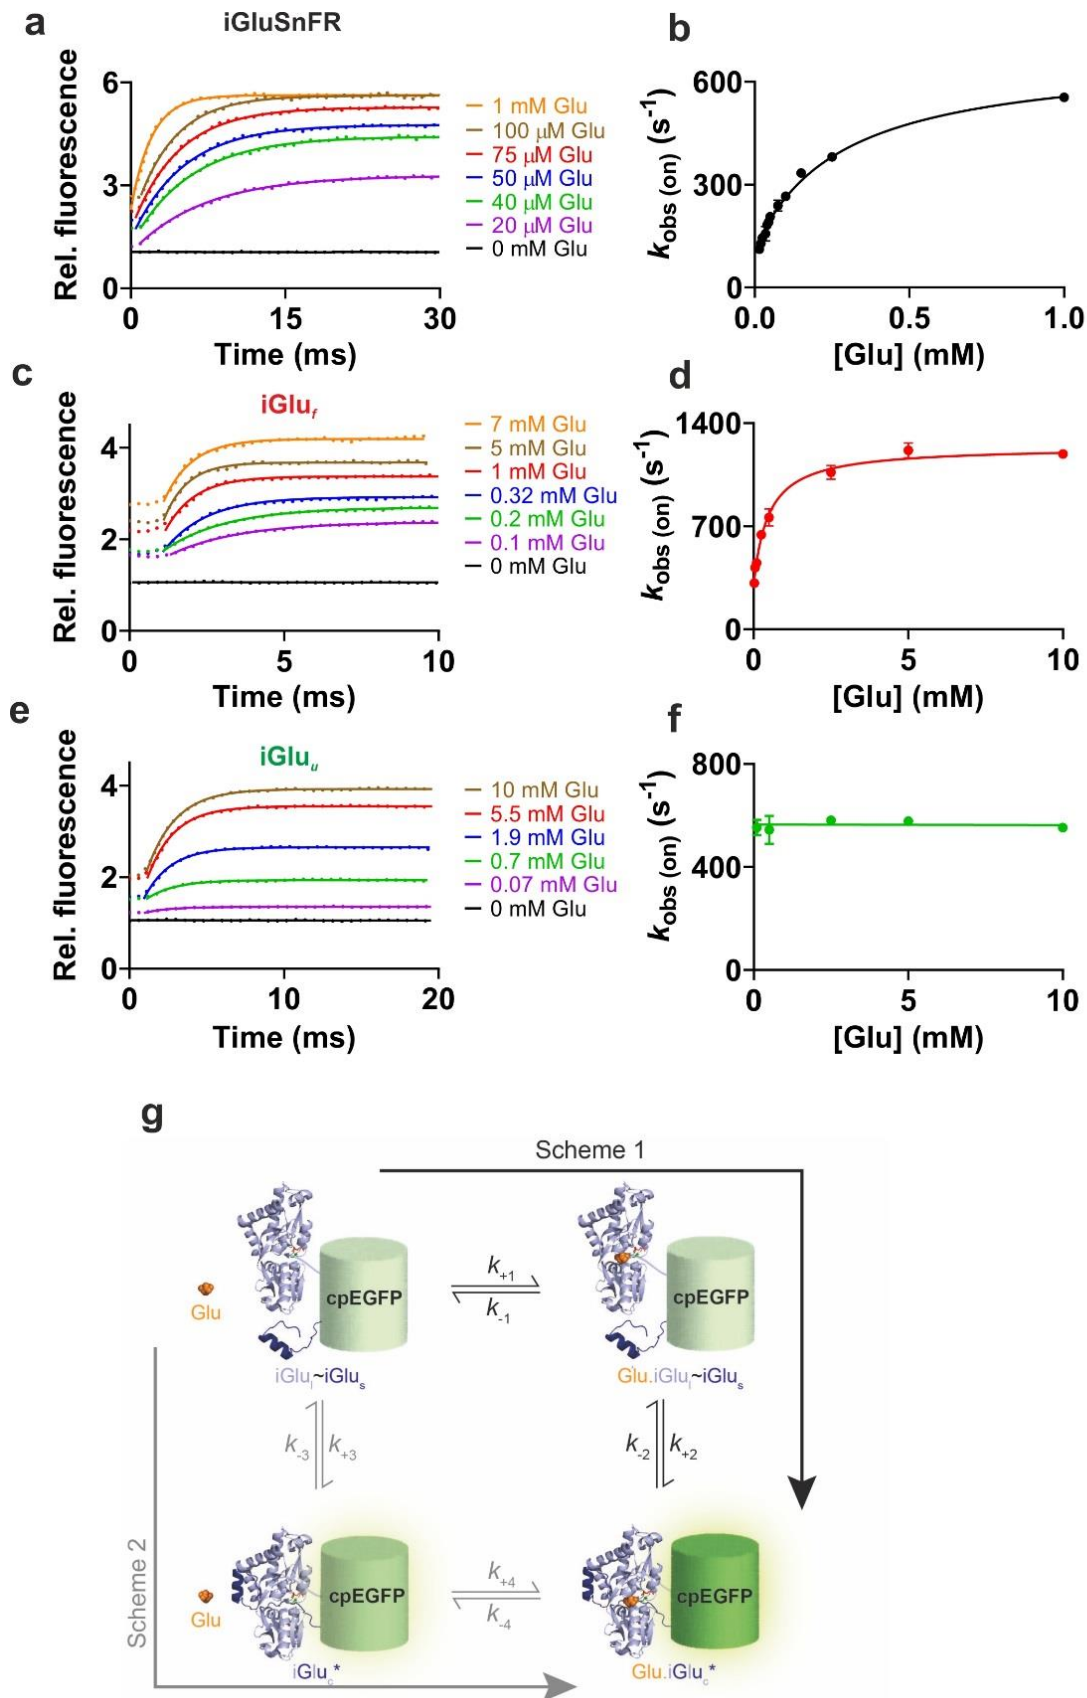 a
iGluSnFR
Rel. fluorescence
6
3
0
0
15
30
Time (ms)
1 mM Glu
100 μM Glu
75 μM Glu
50 μM Glu
40 μM Glu
20 μM Glu
0 mM Glu
b
kobs (on) (s-1)
600
300
0
0.0
0.5
1.0
[Glu] (mM)
c
iGluf
Rel. fluorescence
4
2
0
0
5
10
Time (ms)
7 mM Glu
5 mM Glu
1 mM Glu
0.32 mM Glu
0.2 mM Glu
0.1 mM Glu
0 mM Glu
d
kobs (on) (s-1)
1400
700
0
0
5
10
[Glu] (mM)
e
iGluu
Rel. fluorescence
4
2
0
0
10
20
Time (ms)
10 mM Glu
5.5 mM Glu
1.9 mM Glu
0.7 mM Glu
0.07 mM Glu
0 mM Glu
f
kobs (on) (s-1)
800
400
0
0
5
10
[Glu] (mM)
g
Scheme 1
Glu
cpEGFP
k+1
k-1
cpEGFP
iGlul~iGlus
Glu.iGlul~iGlus
k-3
k+3
k-2
k+2
Scheme 2
Glu
cpEGFP
k+4
k-4
cpEGFP
iGluc*
Glu.iGluc*